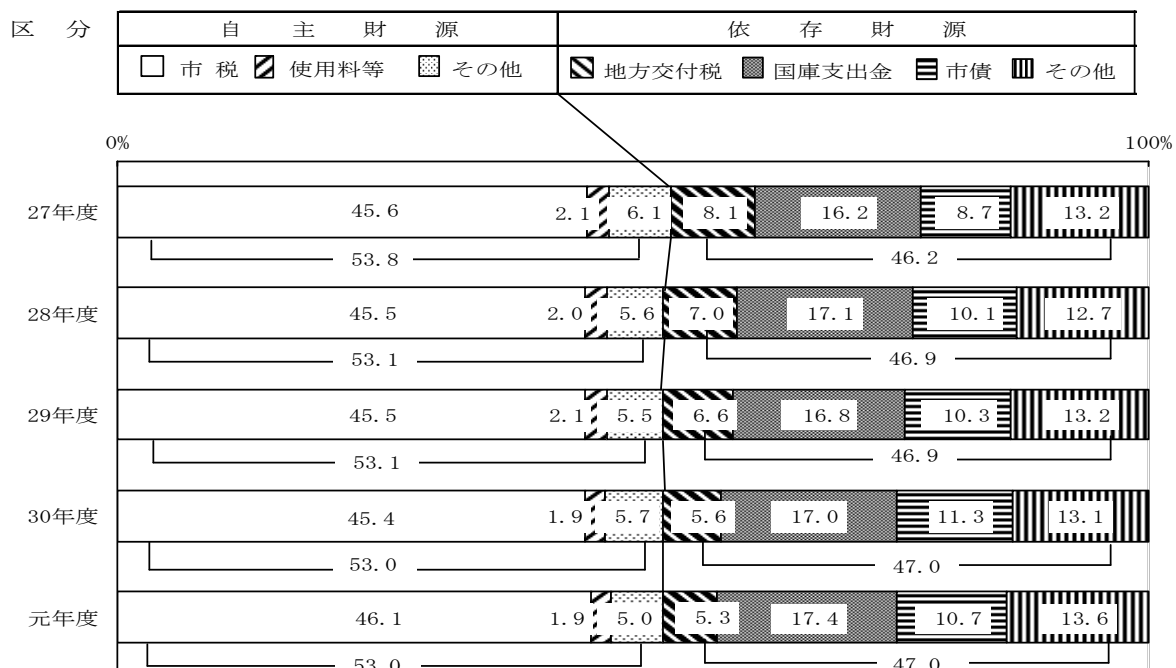 区 分 自 主 財 源 依 存 財 源
市 税 使用料等 その他 地方交付税 国庫支出金 市債 その他
0% 100%
27年度 45.6 2.1 6.1 8.1 16.2 8.7 13.2
53.8 46.2
28年度 45.5 2.0 5.6 7.0 17.1 10.1 12.7
53.1 46.9
29年度 45.5 2.1 5.5 6.6 16.8 10.3 13.2
53.1 46.9
30年度 45.4 1.9 5.7 5.6 17.0 11.3 13.1
53.0 47.0
元年度 46.1 1.9 5.0 5.3 17.4 10.7 13.6
53.0 47.0